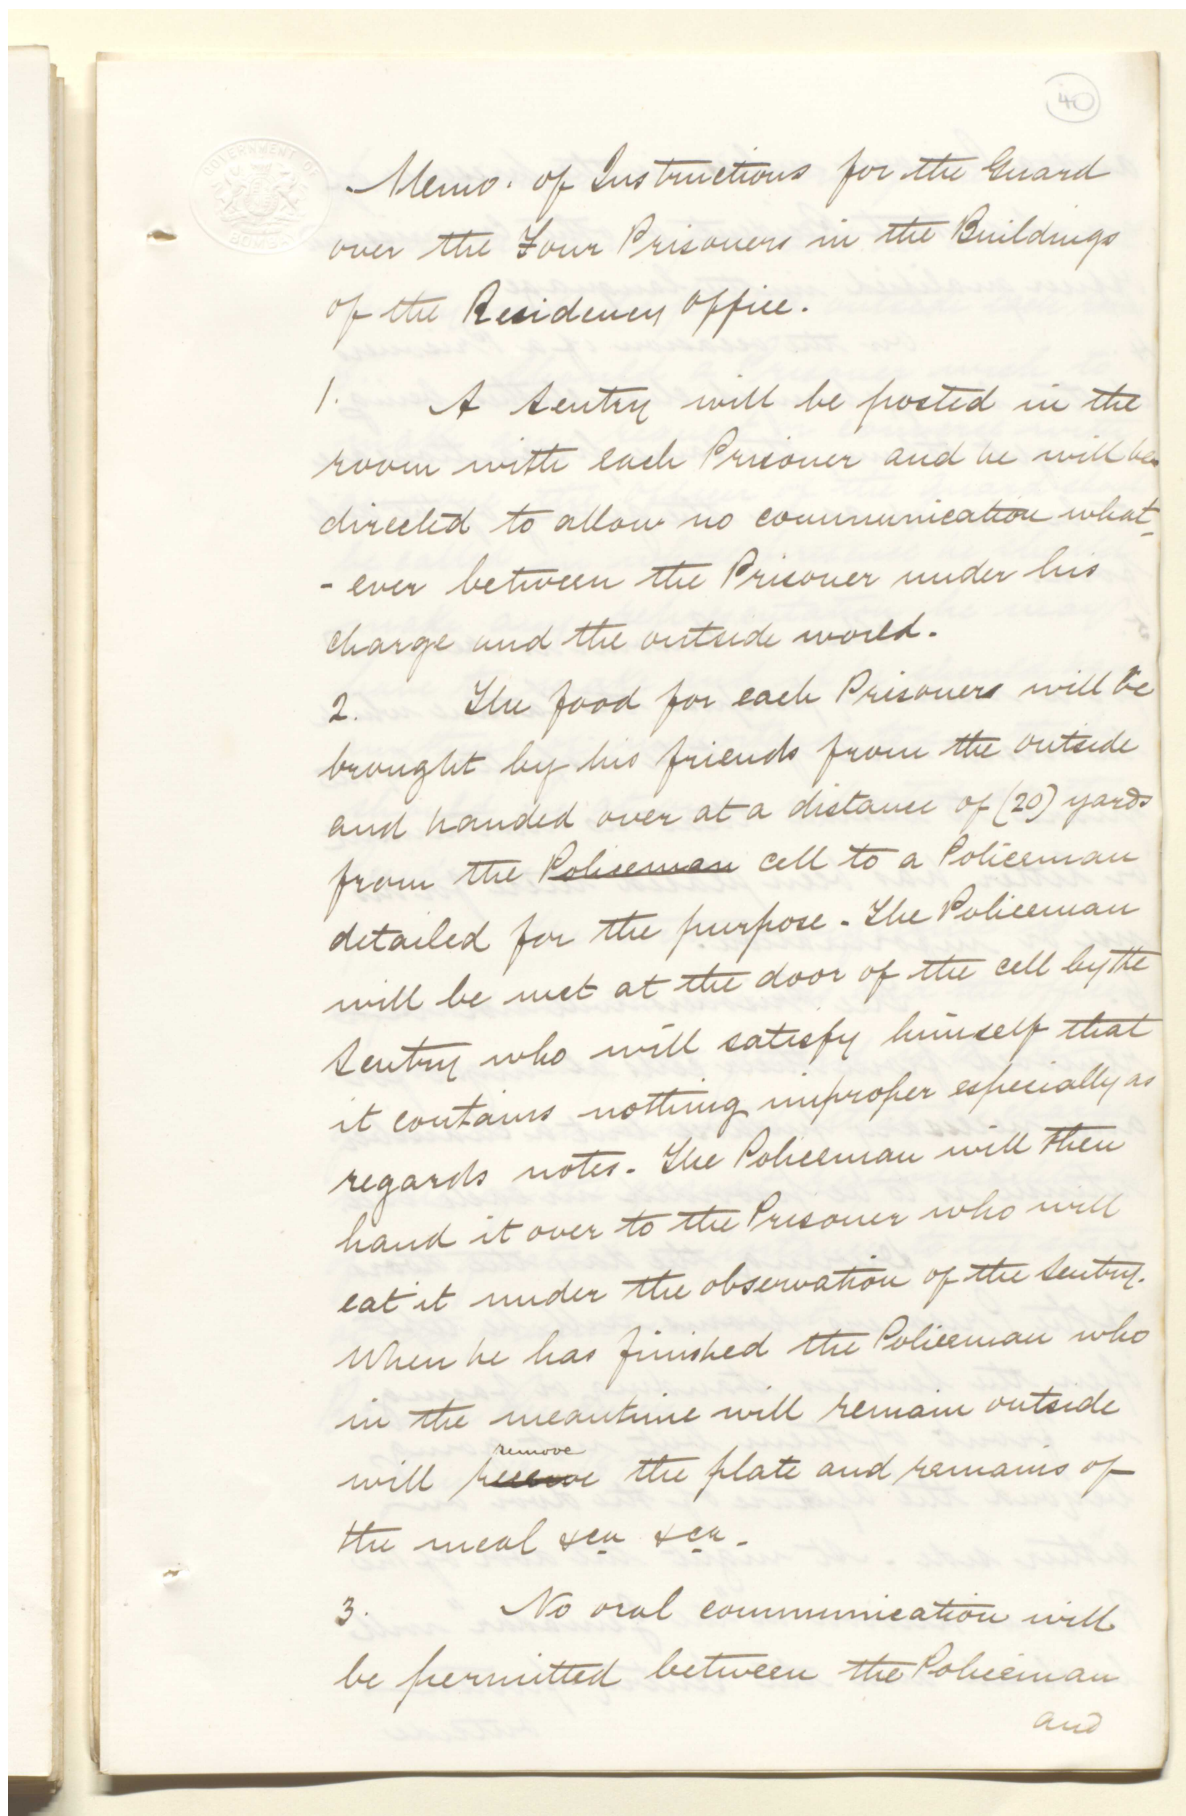 40
GOVERNMENT OF
BOMBAY
Memo. of Instructions for the Guard
over the Four Prisoners in the Buildings
of the Residency Office.
1. A Sentry will be posted in the
room with each Prisoner and he will be
directed to allow no communication what-
- ever between the Prisoner under his
charge and the outside world.
2. The food for each Prisoners will be
brought by his friends from the outside
and handed over at a distance of (20) yards
from the Policeman cell to a Policeman
detailed for the purpose. The Policeman
will be met at the door of the cell by the
Sentry who will satisfy himself that
it contains nothing improper especially as
regards notes. The Policeman will then
hand it over to the Prisoner who will
eat it under the observation of the Sentry.
When he has finished the Policeman who
in the meantime will remain outside
remove
will reserve the plate and remains of
the meal &ca &ca.
3. No oral communication will
be permitted between the Policeman
and